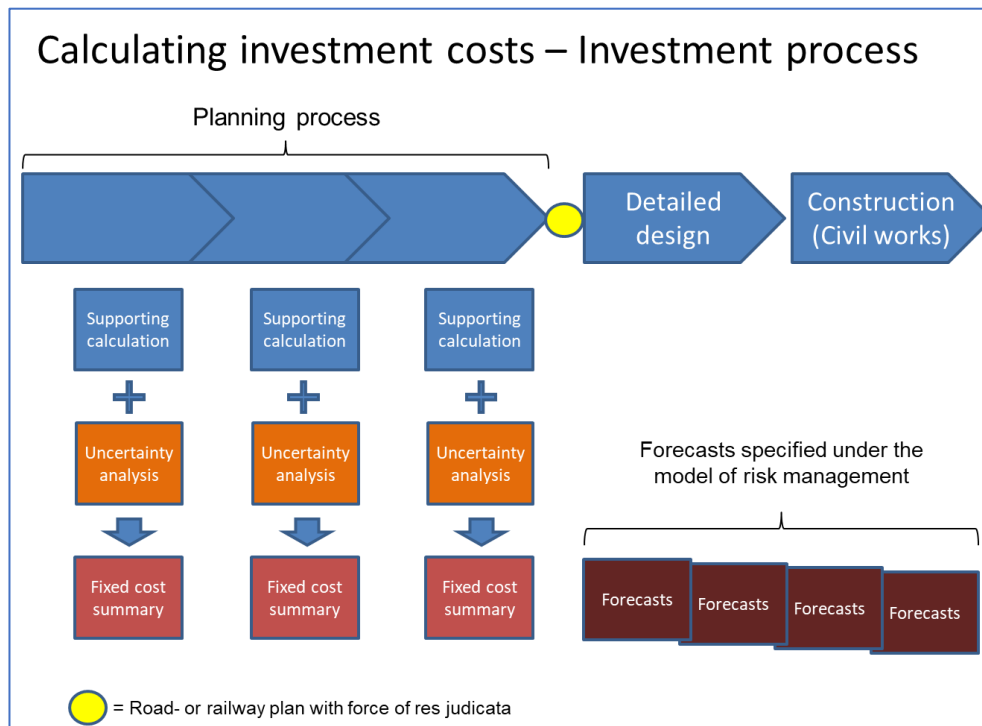 Calculating investment costs – Investment process
Planning process
Detailed
design
Construction
(Civil works)
Supporting
calculation
Supporting
calculation
Supporting
calculation
Uncertainty
analysis
Uncertainty
analysis
Uncertainty
analysis
Forecasts specified under the
model of risk management
Fixed cost
summary
Fixed cost
summary
Fixed cost
summary
Forecasts
Forecasts
Forecasts
Forecasts
= Road- or railway plan with force of res judicata